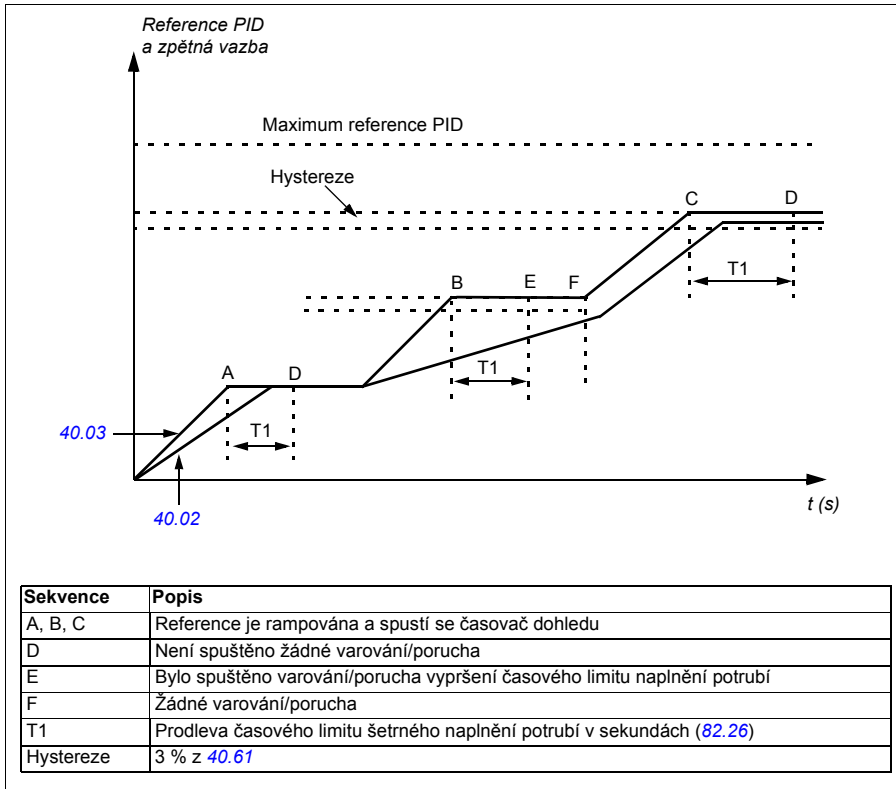 Reference PID
a zpětná vazba
Maximum reference PID
Hystereze
C D
B E F
T1
T1
A D
T1
40.03
40.02
t (s)
Sekvence Popis
A, B, C Reference je rampována a spustí se časovač dohledu
D Není spuštěno žádné varování/porucha
E Bylo spuštěno varování/porucha vypršení časového limitu naplnění potrubí
F Žádné varování/porucha
T1 Prodleva časového limitu šetrného naplnění potrubí v sekundách (82.26)
Hystereze 3 % z 40.61